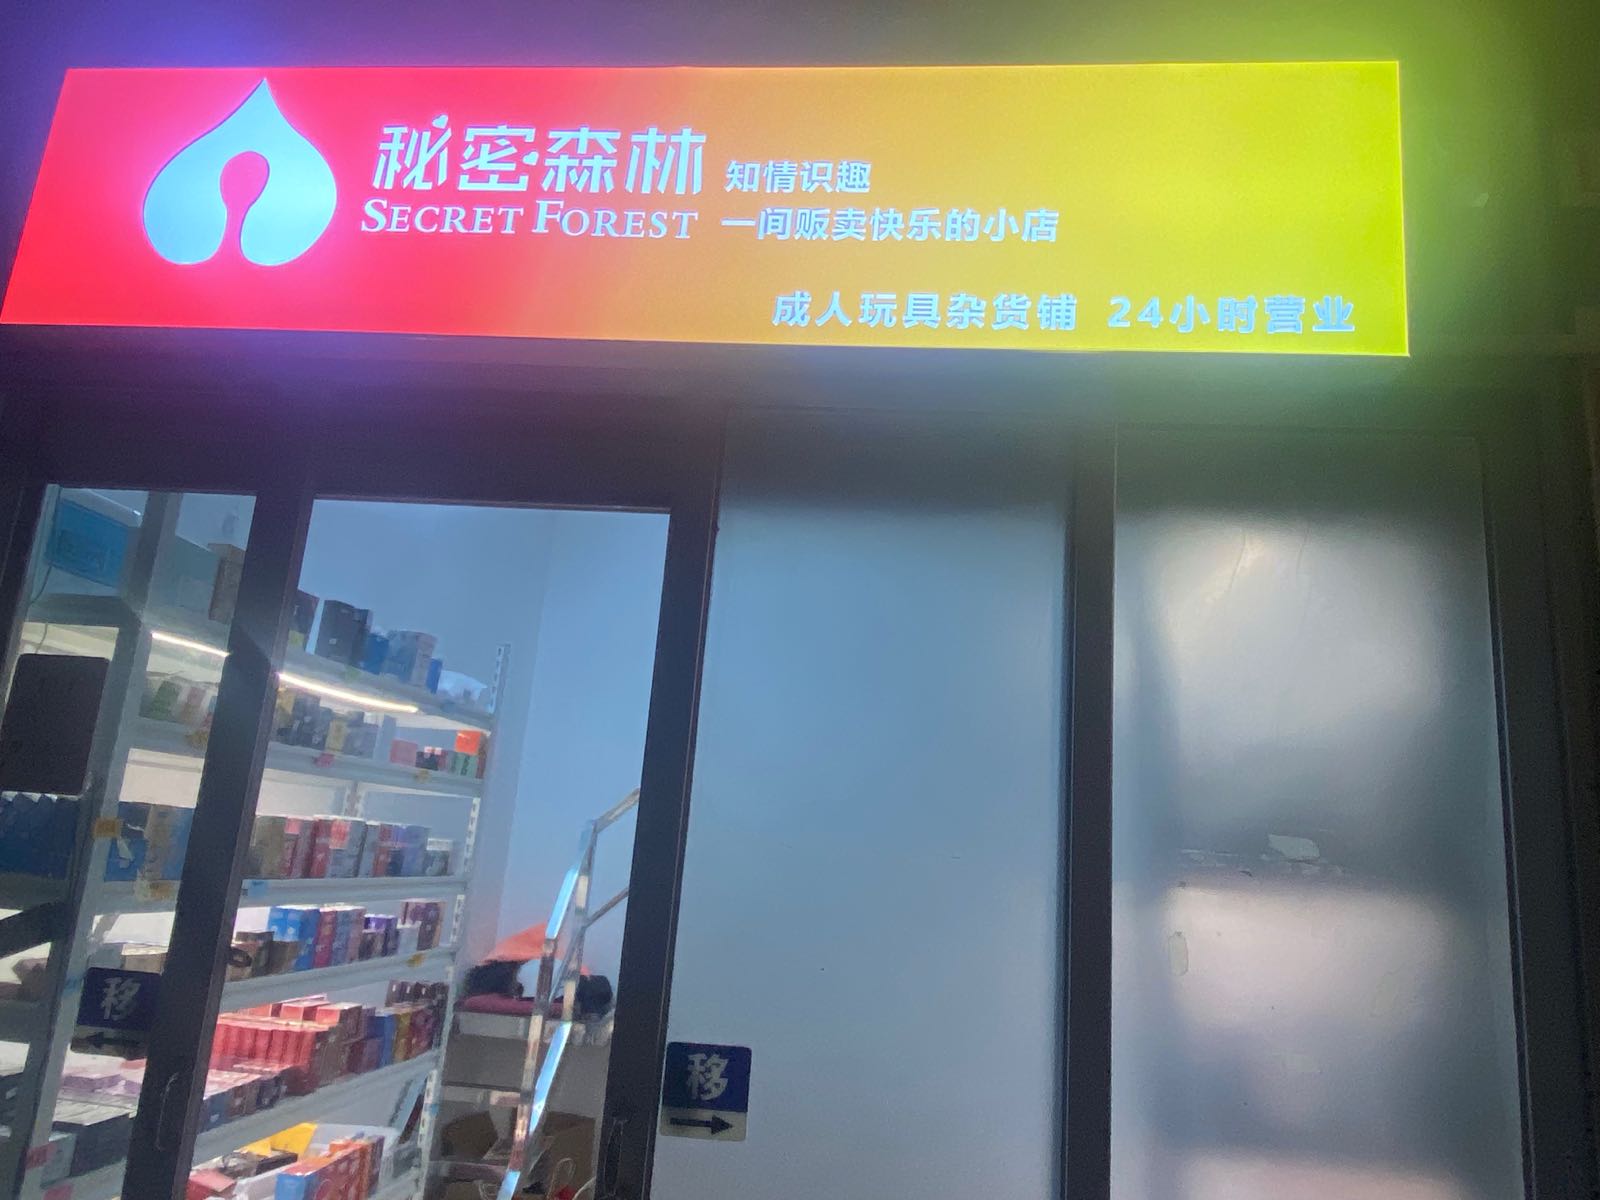 秘密森林
SECRET FOREST
知情识趣
一间贩卖快乐的小店
成人玩具杂货铺 24小时营业
移
移